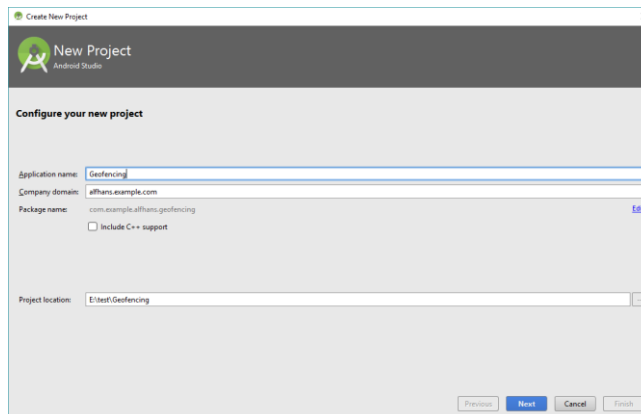 Create New Project
New Project
Android Studio
Configure your new project
Application name: Geofencing
Company domain: alfhans.example.com
Package name: com.example.alfhans.geofencing
Include C++ support
Project location: E:\test\Geofencing
Previous Next Cancel Finish